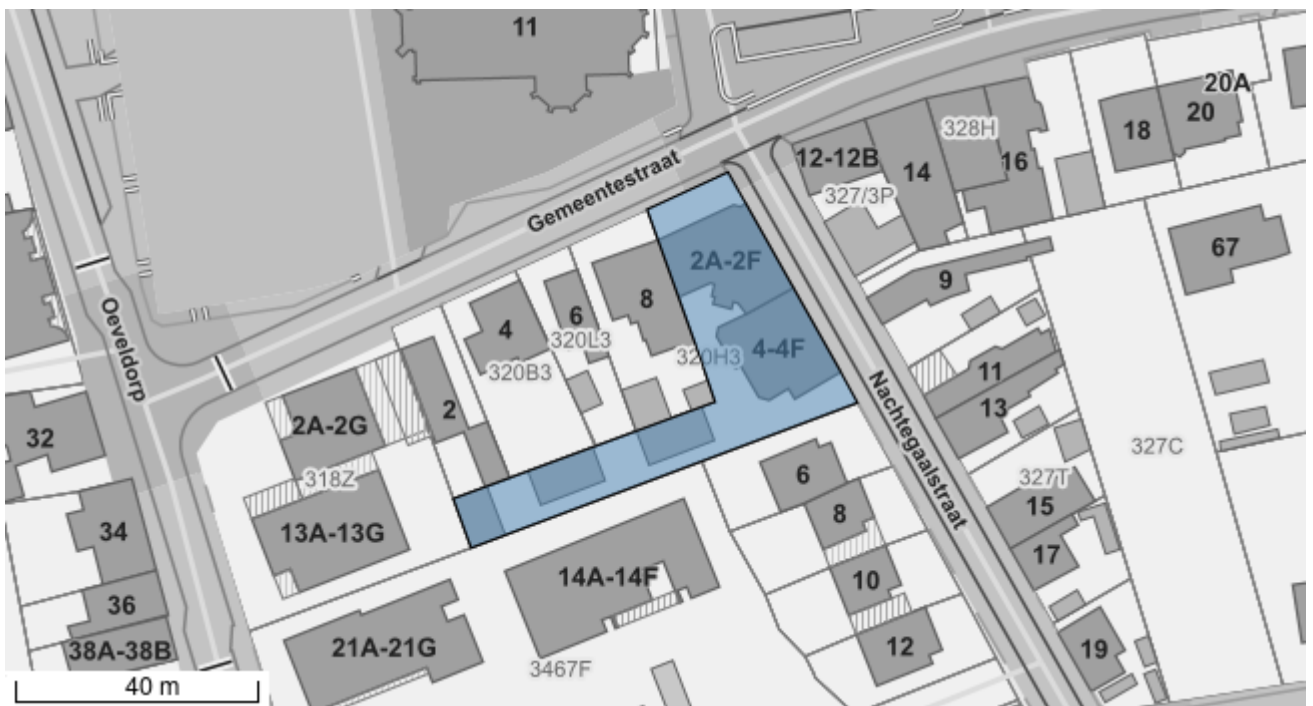 11
20A
18
20
328H
12-12B
14
16
Gemeentestraat
327/3P
67
2A-2F
9
Oeveldorp
8
4
6
320L3
320H3
4-4F
320B3
Nachtegaalstraat
11
2
13
2A-2G
32
327C
318Z
6
327T
15
13A-13G
8
34
17
14A-14F
10
36
38A-38B
21A-21G
12
19
3467F
40 m